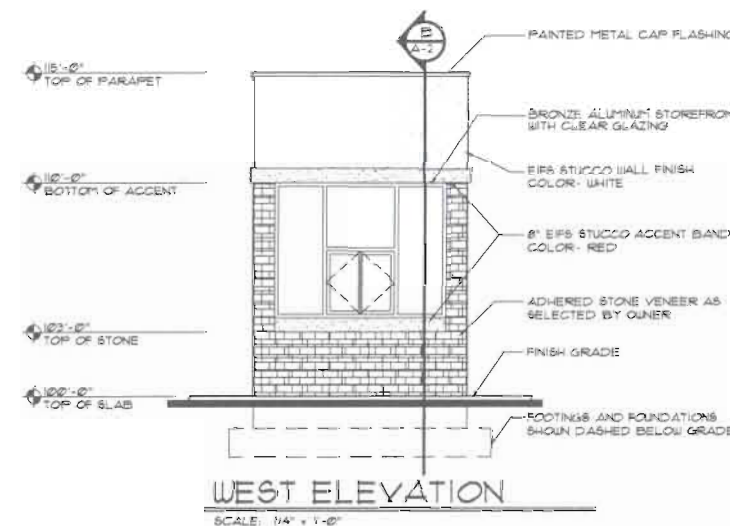 B
A-2
PAINTED METAL CAP FLASHING
115'-0"
TOP OF PARAPET
BRONZE ALUMINUM STOREFRON
WITH CLEAR GLAZING
EIFS STUCCO WALL FINISH
COLOR- WHITE
110'-0"
BOTTOM OF ACCENT
8" EIFS STUCCO ACCENT BAND
COLOR- RED
ADHERED STONE VENEER AS
SELECTED BY OWNER
103'-0"
TOP OF STONE
FINISH GRADE
100'-0"
TOP OF SLAB
FOOTINGS AND FOUNDATIONS
SHOWN DASHED BELOW GRADE
WEST ELEVATION
SCALE: 1/4" = 1'-0"